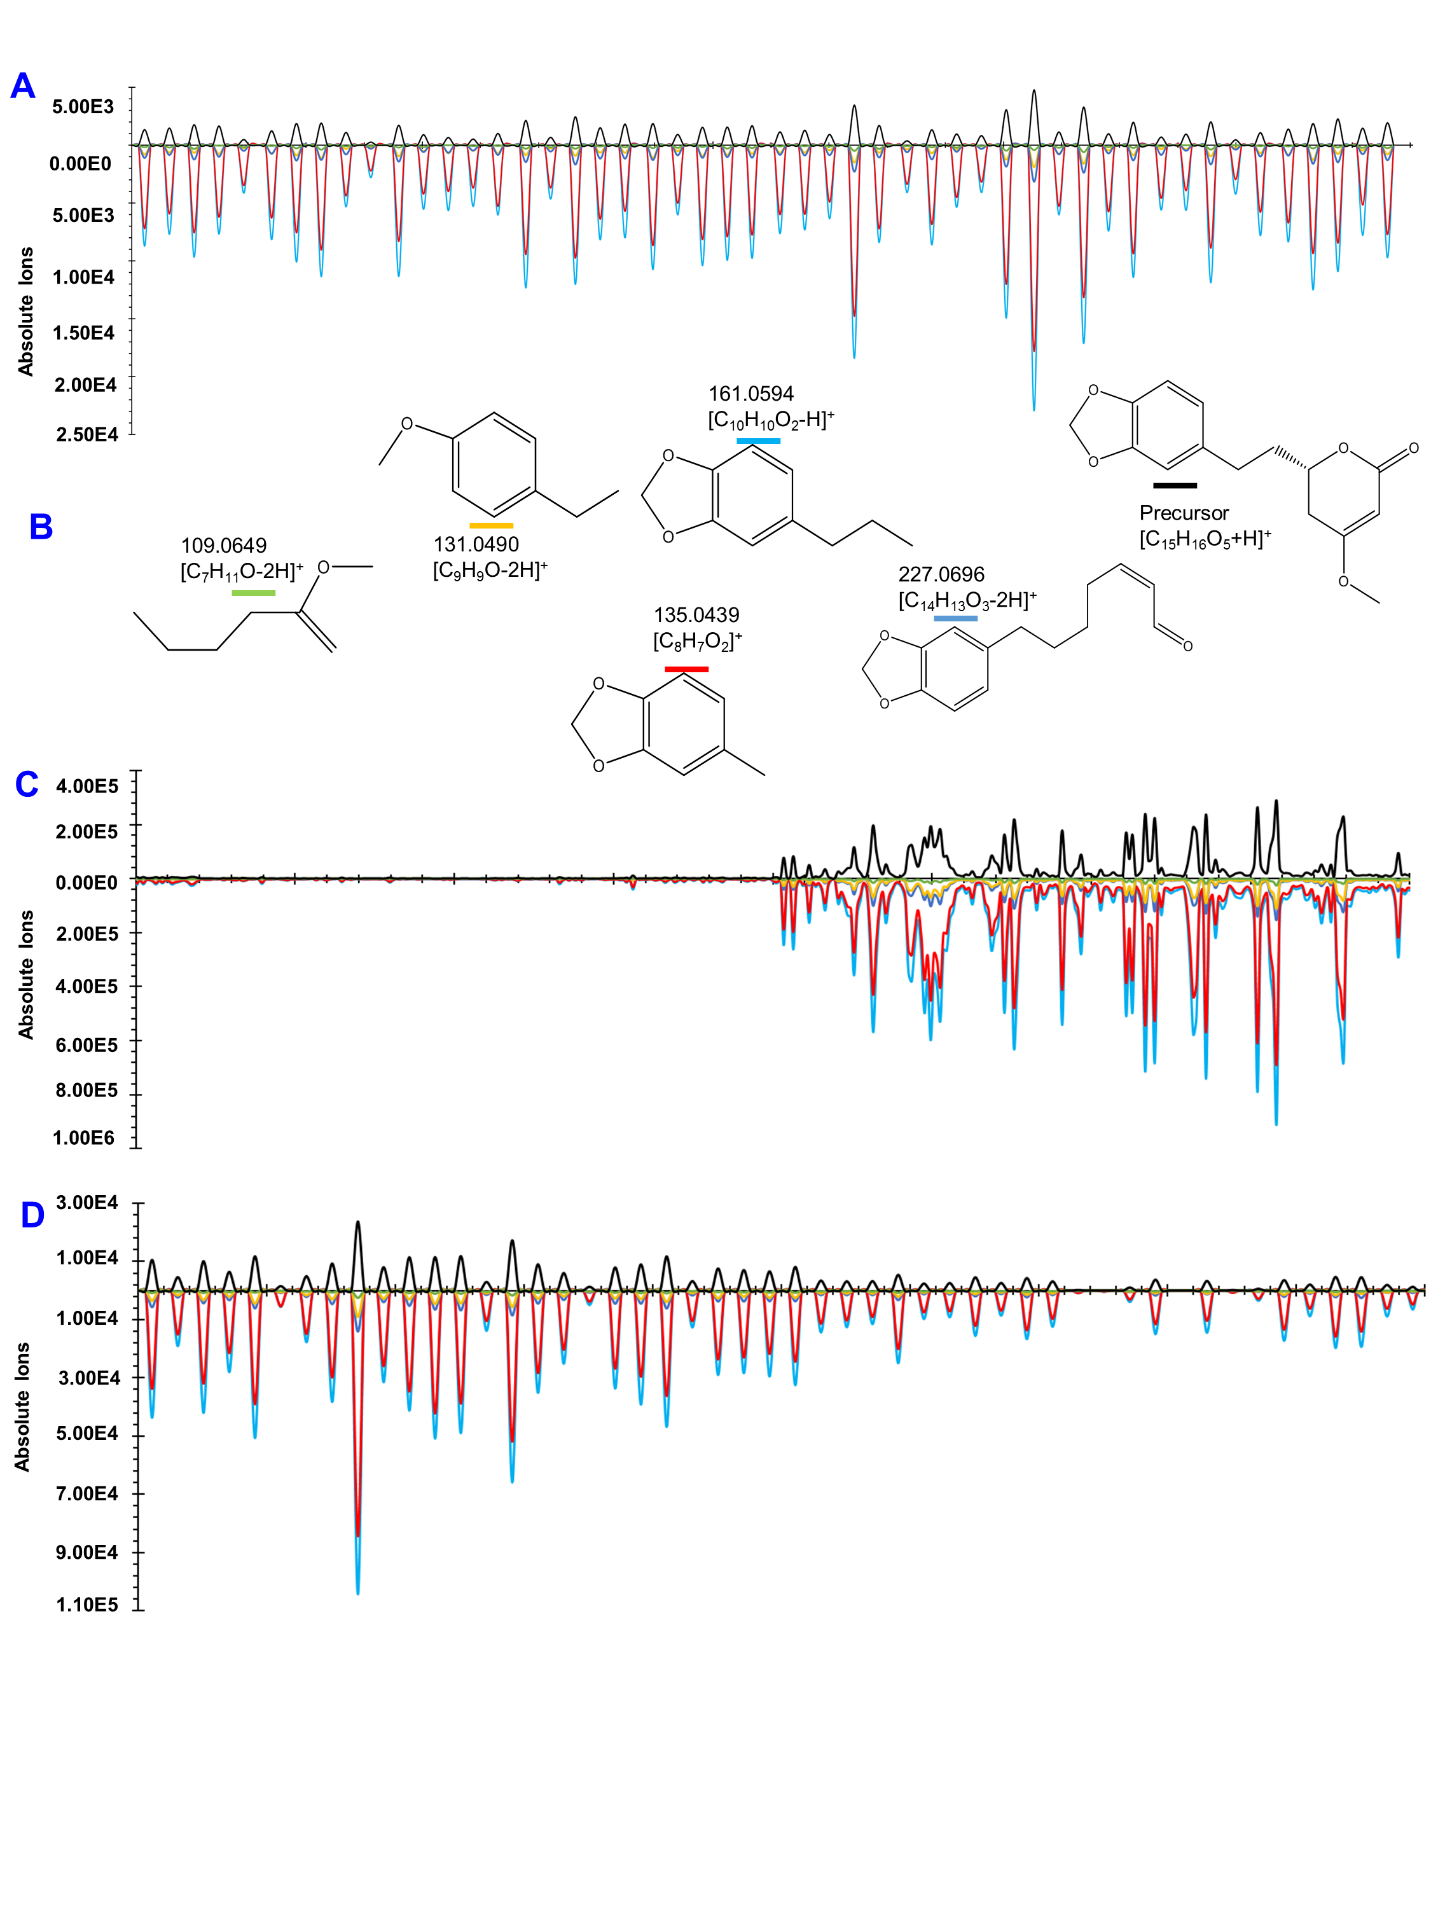 A
5.00E3
0.00E0
5.00E3
1.00E4
1.50E4
2.00E4
2.50E4
Absolute Ions
B
109.0649
[C₇H₁₁O-2H]⁺
O
O
131.0490
[C₉H₉O-2H]⁺
161.0594
[C₁₀H₁₀O₂-H]⁺
O
O
135.0439
[C₈H₇O₂]⁺
O
O
227.0696
[C₁₄H₁₃O₃-2H]⁺
O
O
O
O
O
O
O
O
Precursor
[C₁₅H₁₆O₅+H]⁺
C
4.00E5
2.00E5
0.00E0
2.00E5
4.00E5
6.00E5
8.00E5
1.00E6
Absolute Ions
D
3.00E4
1.00E4
1.00E4
3.00E4
5.00E4
7.00E4
9.00E4
1.10E5
Absolute Ions